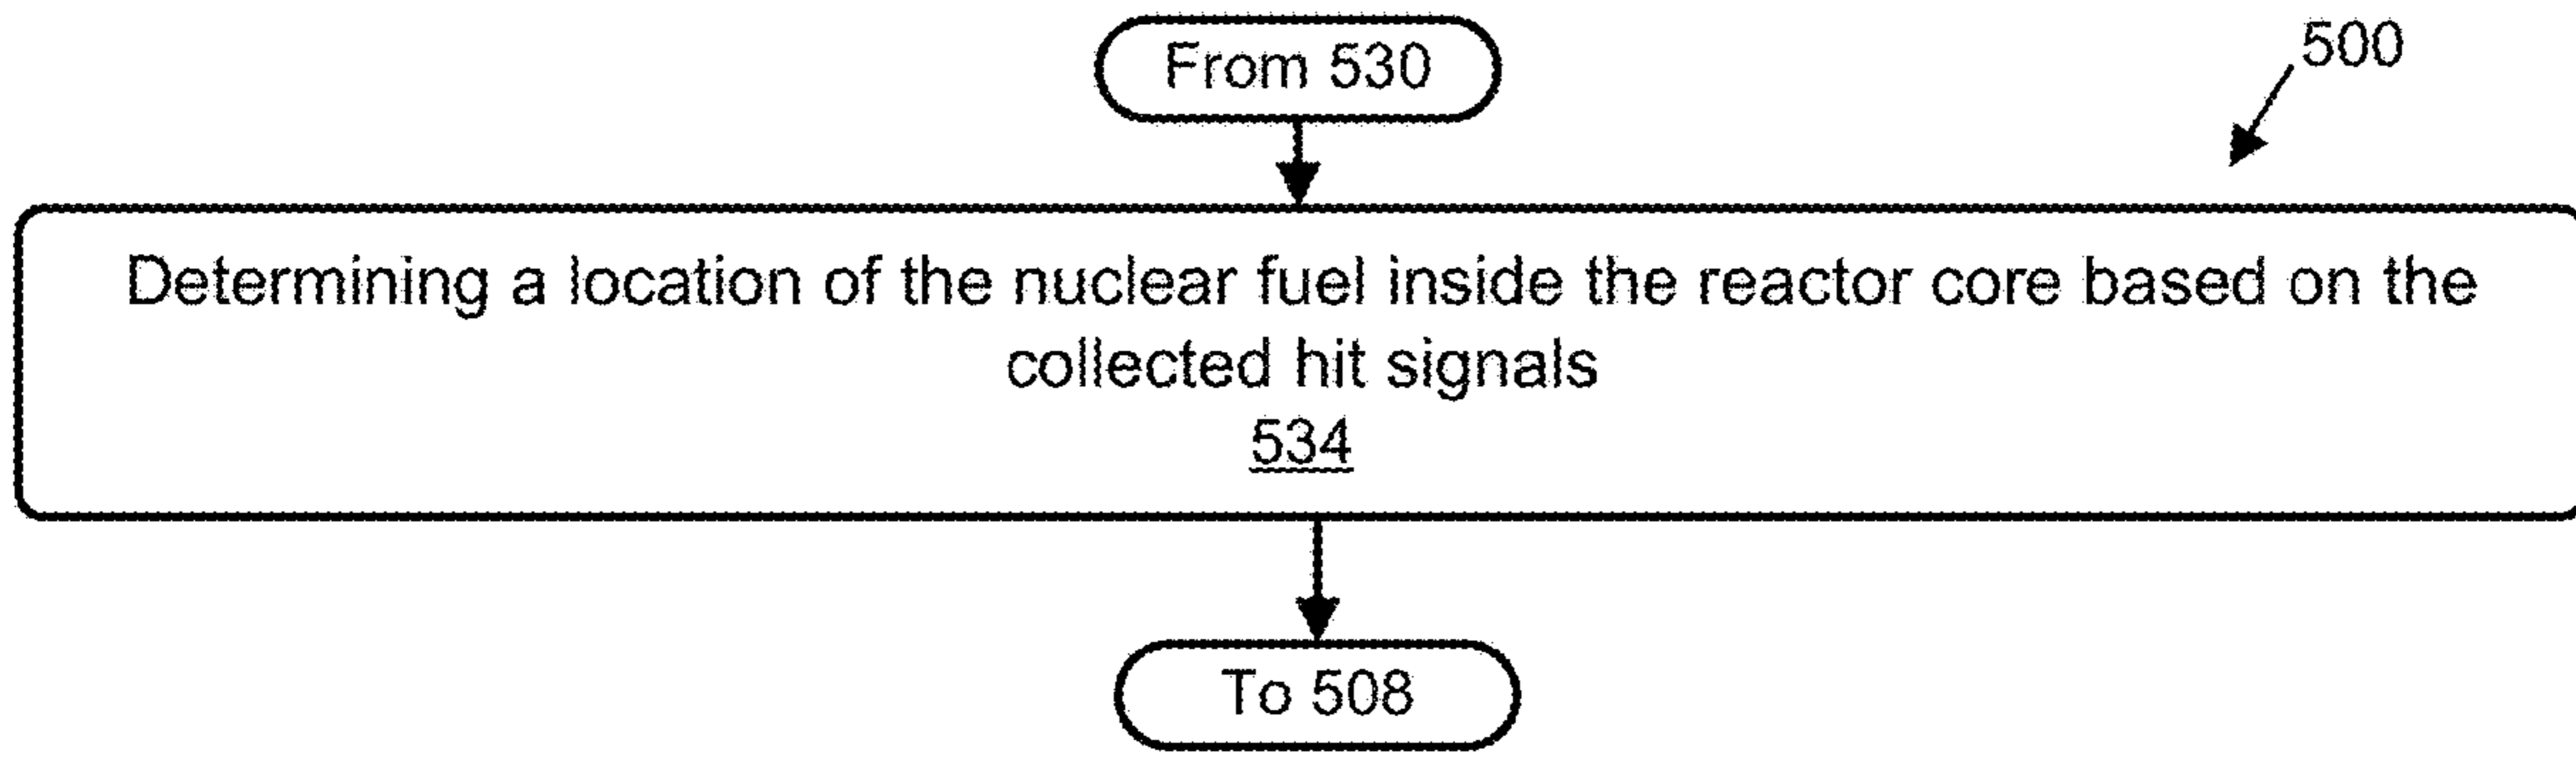 From 530
500
Determining a location of the nuclear fuel inside the reactor core based on the
collected hit signals
534
To 508